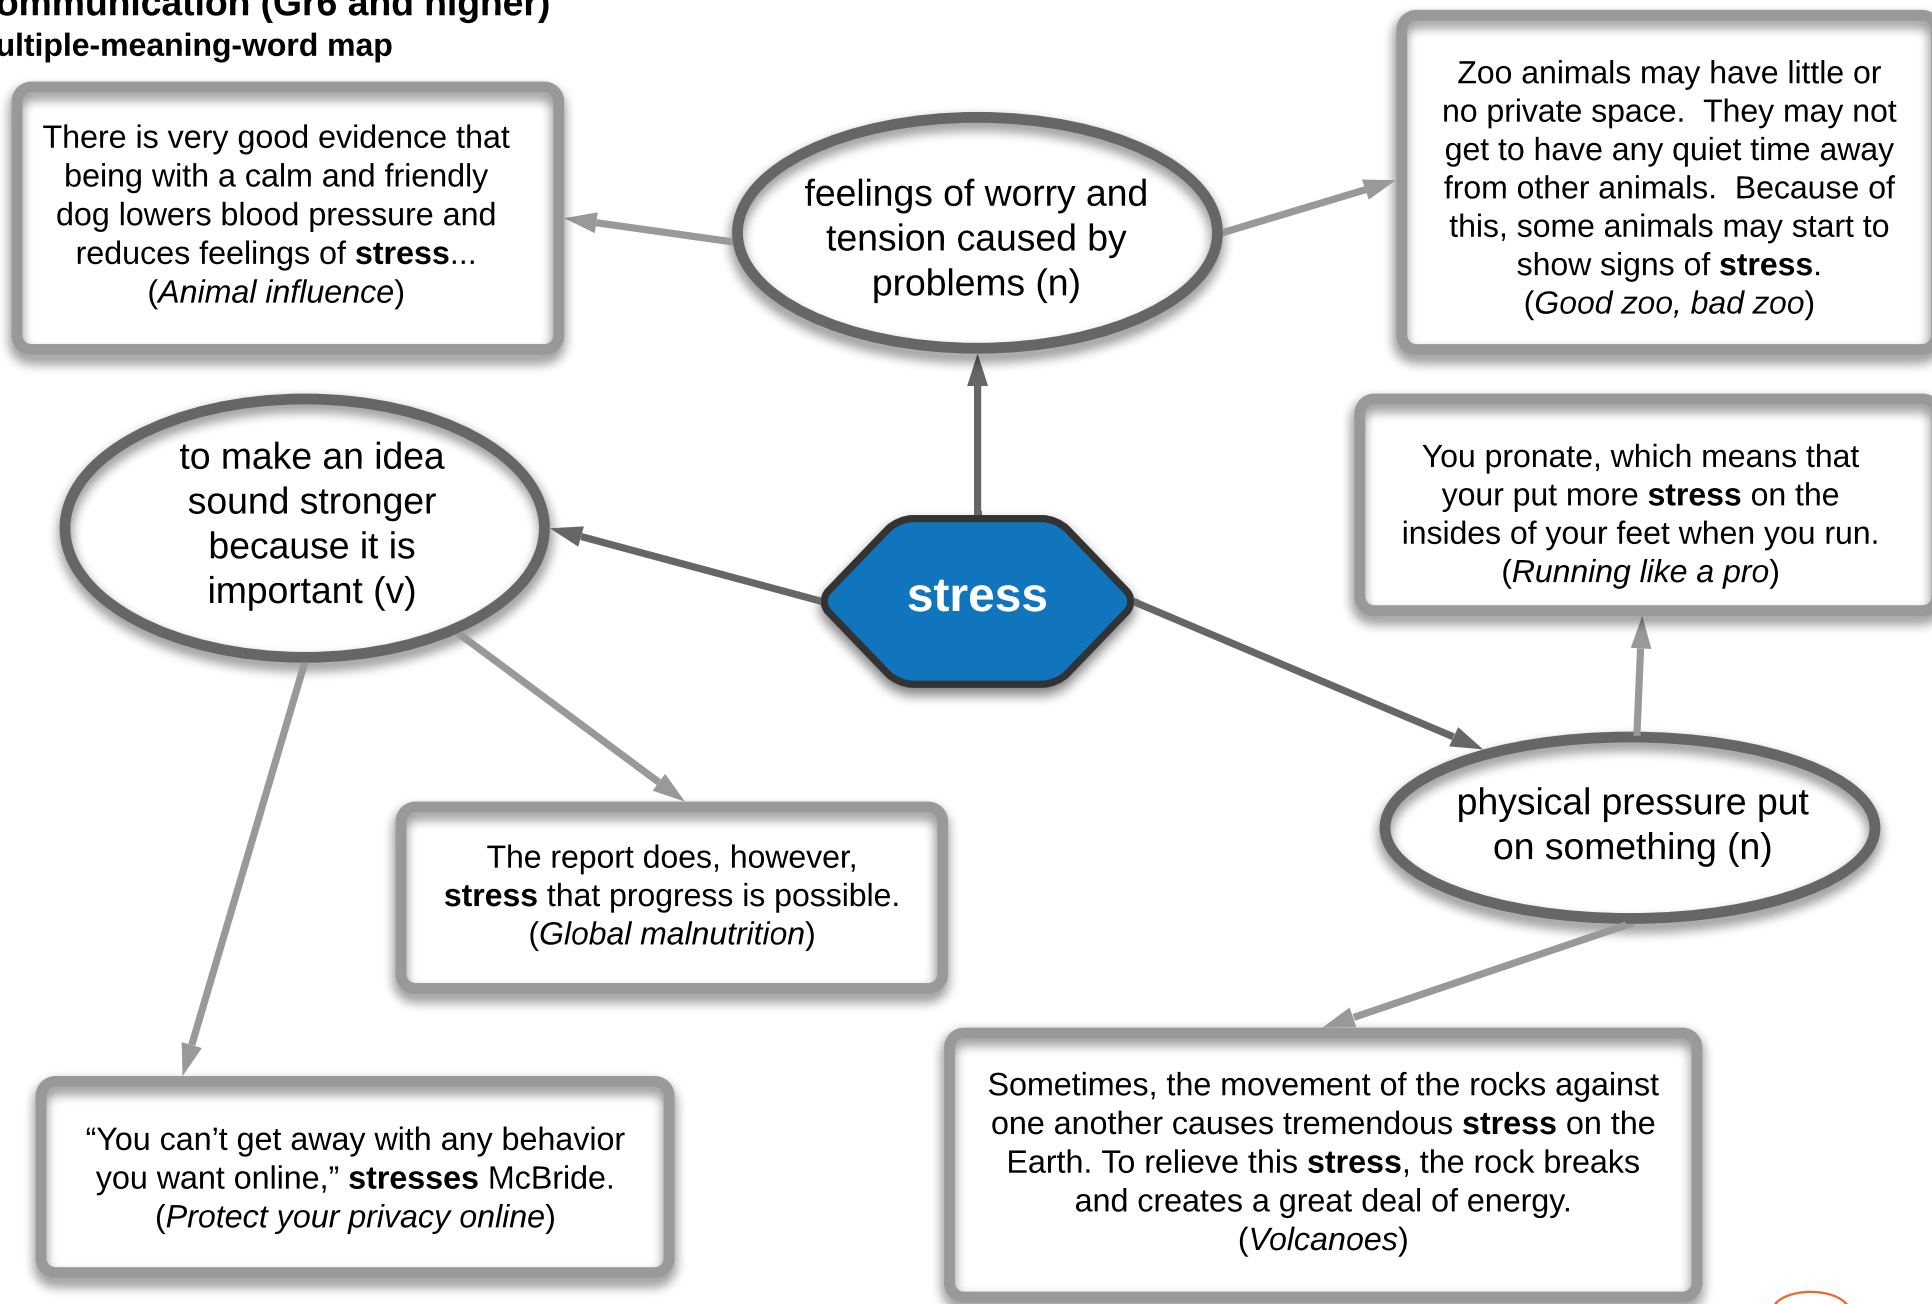 ommunication (Gr6 and higher)
ultiple-meaning-word map
There is very good evidence that
being with a calm and friendly
dog lowers blood pressure and
reduces feelings of stress...
(Animal influence)
feelings of worry and
tension caused by
problems (n)
Zoo animals may have little or
no private space.  They may not
get to have any quiet time away
from other animals.  Because of
this, some animals may start to
show signs of stress.
(Good zoo, bad zoo)
to make an idea
sound stronger
because it is
important (v)
stress
You pronate, which means that
your put more stress on the
insides of your feet when you run.
(Running like a pro)
physical pressure put
on something (n)
The report does, however,
stress that progress is possible.
(Global malnutrition)
“You can’t get away with any behavior
you want online,” stresses McBride.
(Protect your privacy online)
Sometimes, the movement of the rocks against
one another causes tremendous stress on the
Earth. To relieve this stress, the rock breaks
and creates a great deal of energy.
(Volcanoes)